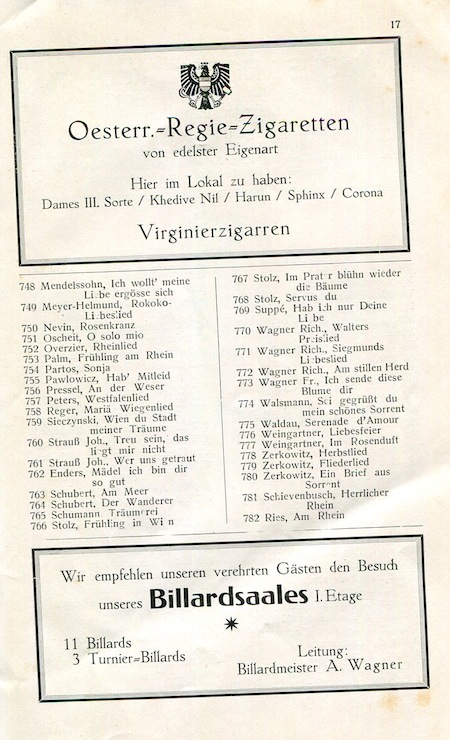 17
Oesterr.=Regie=Zigaretten
von edelster Eigenart
Hier im Lokal zu haben:
Dames III. Sorte / Khedive Nil / Harun / Sphinx / Corona
Virginierzigarren
748 Mendelssohn, Ich wollt' meine
Liebe ergösse sich
749 Meyer-Helmund, Rokoko-
Liebeslied
750 Nevin, Rosenkranz
751 Oscheit, O solo mio
752 Overzier, Rheinlied
753 Palm, Frühling am Rhein
754 Partos, Sonja
755 Pawlowicz, Hab' Mitleid
756 Pressel, An der Weser
757 Peters, Westfalenlied
758 Reger, Mariä Wiegenlied
759 Sieczynski, Wien du Stadt
meiner Träume
760 Strauß Joh., Treu sein, das
liegt mir nicht
761 Strauß Joh., Wer uns getraut
762 Enders, Mädel ich bin dir
so gut
763 Schubert, Am Meer
764 Schubert, Der Wanderer
765 Schumann Träumerei
766 Stolz, Frühling in Wien
767 Stolz, Im Prater blühn wieder
die Bäume
768 Stolz, Servus du
769 Suppé, Hab ich nur Deine
Liebe
770 Wagner Rich., Walters
Preislied
771 Wagner Rich., Siegmunds
Liebeslied
772 Wagner Rich., Am stillen Herd
773 Wagner Fr., Ich sende diese
Blume dir
774 Walsmann, Sei gegrüßt du
mein schönes Sorrent
775 Waldau, Serenade d'Amour
776 Weingartner, Liebesfeier
777 Weingartner, Im Rosenduft
778 Zerkowitz, Herbstlied
779 Zerkowitz, Fliederlied
780 Zerkowitz, Ein Brief aus
Sorrent
781 Schievenbusch, Herrlicher
Rhein
782 Ries, Am Rhein
Wir empfehlen unseren verehrten Gästen den Besuch
unseres Billardsaales I. Etage
11 Billards
3 Turnier=Billards
Leitung:
Billardmeister A. Wagner